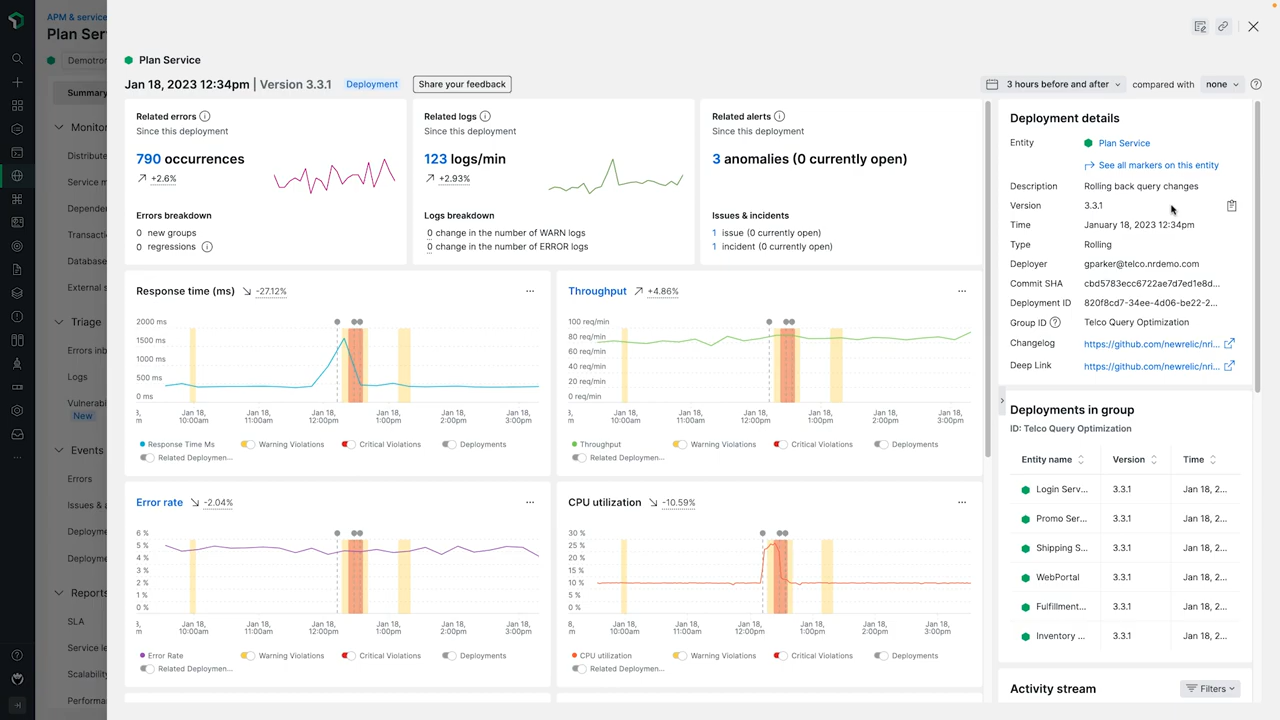 APM & service
Plan Ser
Demotron
Summary
Monito
Distribute
Service m
Depende
Transacti
Database
External s
Triage
Errors inb
Logs
Vulnerab
New
Events
Errors
Issues & a
Deployme
Deployme
Reports
SLA
Service le
Scalability
Performa
Plan Service
Jan 18, 2023 12:34pm | Version 3.3.1 Deployment Share your feedback
3 hours before and after compared with none
Related errors
Since this deployment
790 occurrences
+2.6%
Errors breakdown
0 new groups
0 regressions
Related logs
Since this deployment
123 logs/min
+2.93%
Logs breakdown
0 change in the number of WARN logs
0 change in the number of ERROR logs
Related alerts
Since this deployment
3 anomalies (0 currently open)
Issues & incidents
1 issue (0 currently open)
1 incident (0 currently open)
Response time (ms) -27.12%
2000 ms
1500 ms
1000 ms
500 ms
0 ms
3, Jan 18, Jan 18, Jan 18, Jan 18, Jan 18, Jan 18,
m 10:00am 11:00am 12:00pm 1:00pm 2:00pm 3:00pm
Response Time Ms Warning Violations Critical Violations Deployments
Related Deploymen...
Throughput +4.86%
100 req/min
80 req/min
60 req/min
40 req/min
20 req/min
0 req/min
3, Jan 18, Jan 18, Jan 18, Jan 18, Jan 18, Jan 18,
m 10:00am 11:00am 12:00pm 1:00pm 2:00pm 3:00pm
Throughput Warning Violations Critical Violations Deployments
Related Deploymen...
Error rate -2.04%
6 %
5 %
4 %
3 %
2 %
1 %
0 %
3, Jan 18, Jan 18, Jan 18, Jan 18, Jan 18, Jan 18,
m 10:00am 11:00am 12:00pm 1:00pm 2:00pm 3:00pm
Error Rate Warning Violations Critical Violations Deployments
Related Deploymen...
CPU utilization -10.59%
30 %
25 %
20 %
15 %
10 %
5 %
0 %
8, Jan 18, Jan 18, Jan 18, Jan 18, Jan 18, Jan 18,
m 10:00am 11:00am 12:00pm 1:00pm 2:00pm 3:00pm
CPU utilization Warning Violations Critical Violations Deployments
Related Deploymen...
Deployment details
Entity Plan Service
See all markers on this entity
Description Rolling back query changes
Version 3.3.1
Time January 18, 2023 12:34pm
Type Rolling
Deployer gparker@telco.nrdemo.com
Commit SHA cbd5783ecc6722ae7d7ed1e8d...
Deployment ID 820f8cd7-34ee-4d06-be22-2...
Group ID Telco Query Optimization
Changelog https://github.com/newrelic/nri...
Deep Link https://github.com/newrelic/nri...
Deployments in group
ID: Telco Query Optimization
Entity name Version Time
Login Serv... 3.3.1 Jan 18, 2...
Promo Ser... 3.3.1 Jan 18, 2...
Shipping S... 3.3.1 Jan 18, 2...
WebPortal 3.3.1 Jan 18, 2...
Fulfillment... 3.3.1 Jan 18, 2...
Inventory ... 3.3.1 Jan 18, 2...
Activity stream Filters